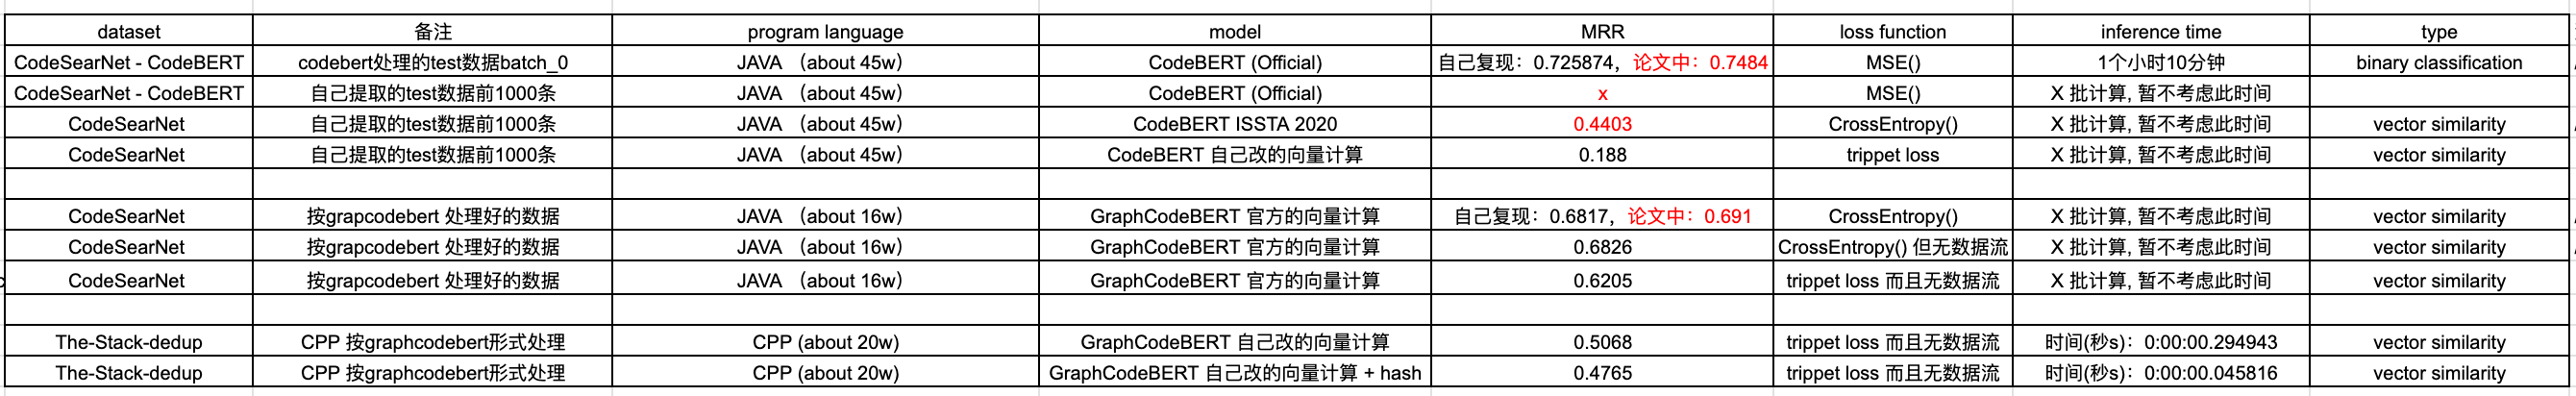 dataset 备注 program language model MRR loss function inference time type
CodeSearNet - CodeBERT codebert处理的test数据batch_0 JAVA （about 45w） CodeBERT (Official) 自己复现：0.725874，论文中：0.7484 MSE() 1个小时10分钟 binary classification
CodeSearNet - CodeBERT 自己提取的test数据前1000条 JAVA （about 45w） CodeBERT (Official) x MSE() X 批计算, 暂不考虑此时间
CodeSearNet 自己提取的test数据前1000条 JAVA （about 45w） CodeBERT ISSTA 2020 0.4403 CrossEntropy() X 批计算, 暂不考虑此时间 vector similarity
CodeSearNet 自己提取的test数据前1000条 JAVA （about 45w） CodeBERT 自己改的向量计算 0.188 trippet loss X 批计算, 暂不考虑此时间 vector similarity
CodeSearNet 按grapcodebert 处理好的数据 JAVA （about 16w） GraphCodeBERT 官方的向量计算 自己复现：0.6817，论文中：0.691 CrossEntropy() X 批计算, 暂不考虑此时间 vector similarity
CodeSearNet 按grapcodebert 处理好的数据 JAVA （about 16w） GraphCodeBERT 官方的向量计算 0.6826 CrossEntropy() 但无数据流 X 批计算, 暂不考虑此时间 vector similarity
CodeSearNet 按grapcodebert 处理好的数据 JAVA （about 16w） GraphCodeBERT 官方的向量计算 0.6205 trippet loss 而且无数据流 X 批计算, 暂不考虑此时间 vector similarity
The-Stack-dedup CPP 按graphcodebert形式处理 CPP (about 20w) GraphCodeBERT 自己改的向量计算 0.5068 trippet loss 而且无数据流 时间(秒s)：0:00:00.294943 vector similarity
The-Stack-dedup CPP 按graphcodebert形式处理 CPP (about 20w) GraphCodeBERT 自己改的向量计算 + hash 0.4765 trippet loss 而且无数据流 时间(秒s)：0:00:00.045816 vector similarity